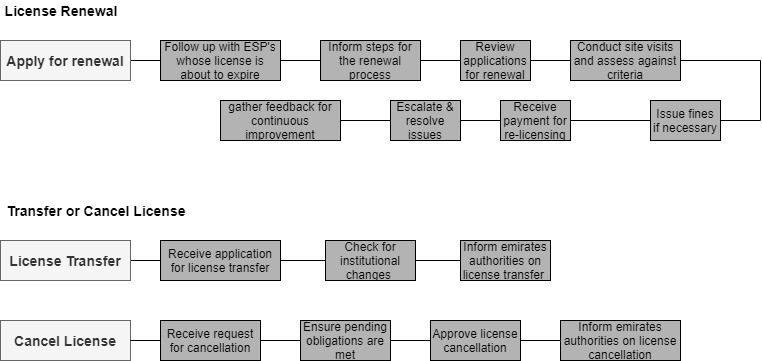 License Renewal
Apply for renewal
Follow up with ESP's
whose license is
about to expire
Inform steps for
the renewal
process
Review
applications
for renewal
Conduct site visits
and assess against
criteria
Issue fines
if necessary
Receive
payment for
re-licensing
Escalate &
resolve
issues
gather feedback for
continuous
improvement
Transfer or Cancel License
License Transfer
Receive application
for license transfer
Check for
institutional
changes
Inform emirates
authorities on
license transfer
Cancel License
Receive request
for cancellation
Ensure pending
obligations are
met
Approve license
cancellation
Inform emirates
authorities on license
cancellation